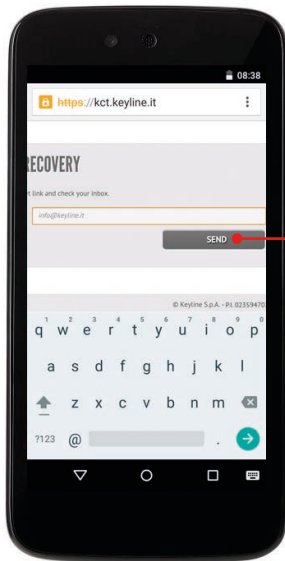 08:38
https://kct.keyline.it
RECOVERY
t link and check your inbox.
info@keyline.it
SEND
© Keyline S.p.A. - P.I. 02359470
1 2 3 4 5 6 7 8 9 0
q w e r t y u i o p
a s d f g h j k l
z x c v b n m
?123 @ .